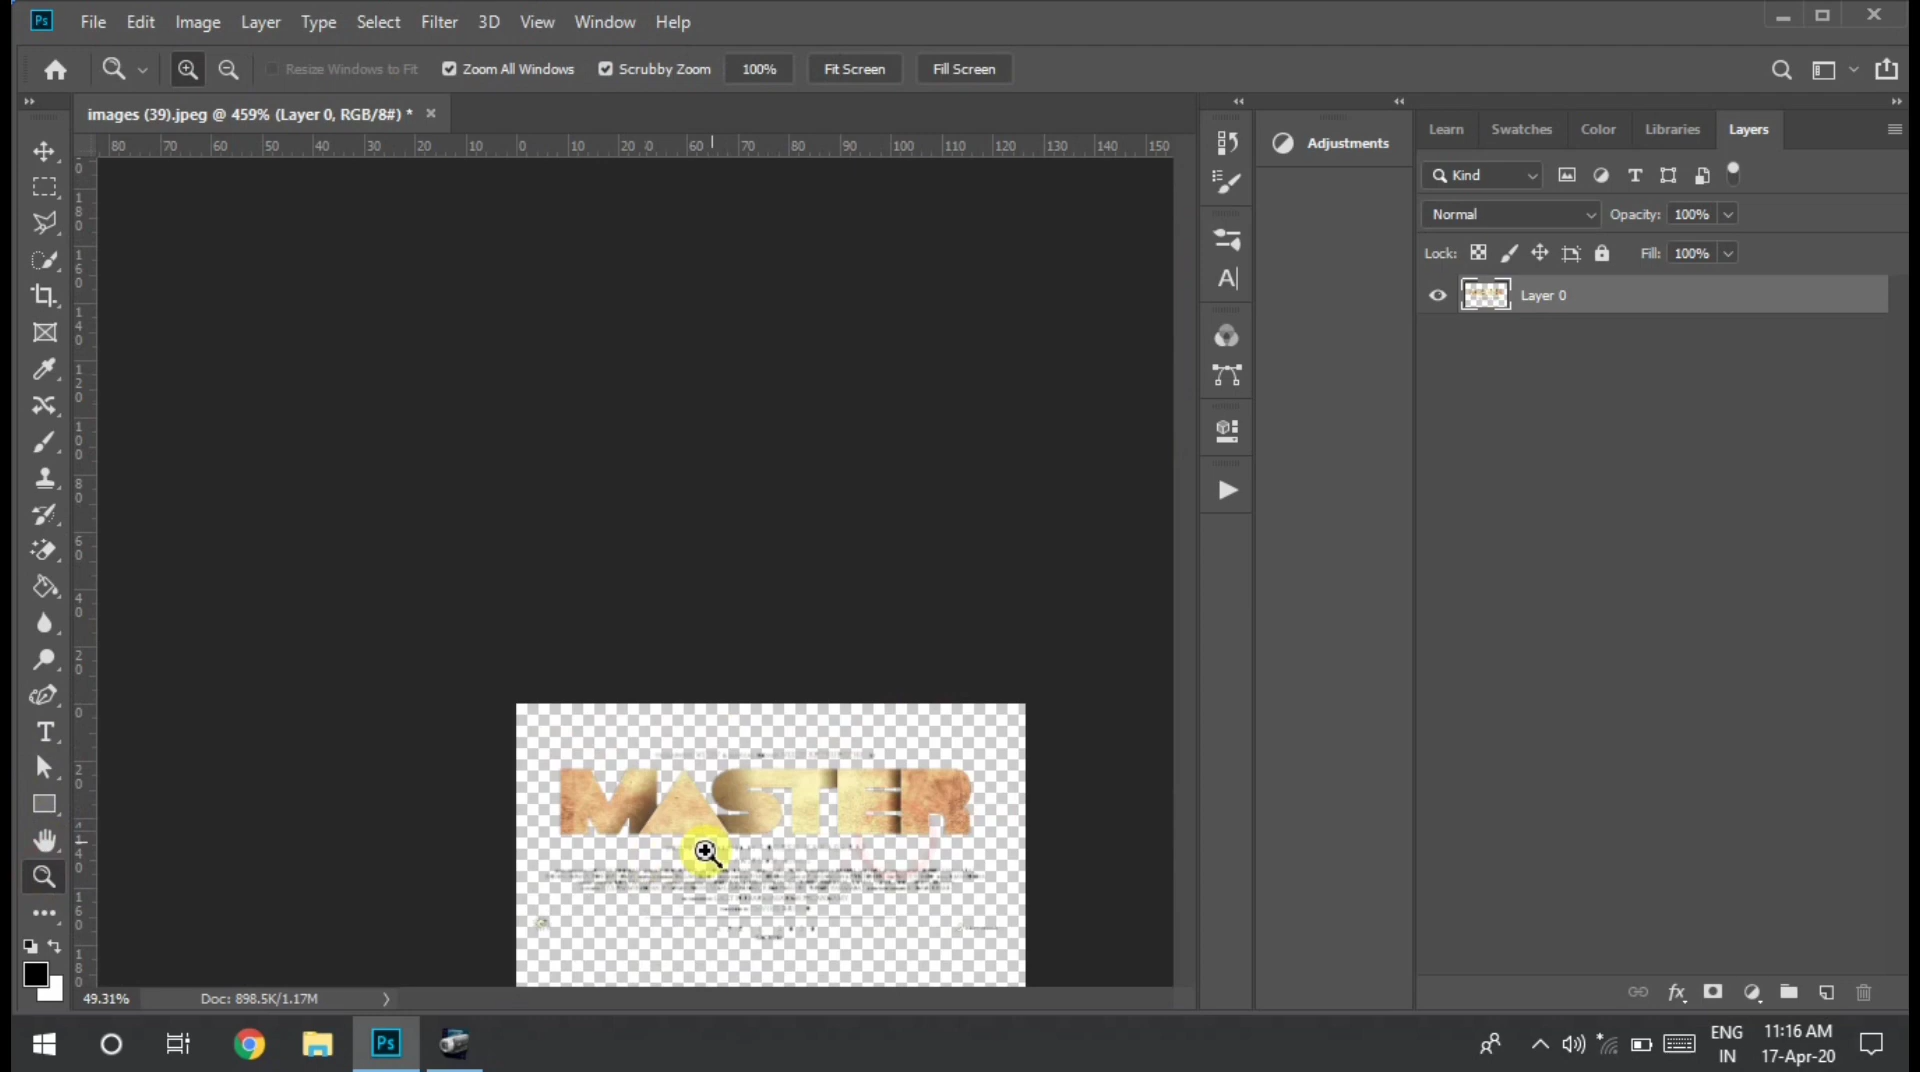 Ps File Edit Image Layer Type Select Filter 3D View Window Help
Resize Windows to Fit Zoom All Windows Scrubby Zoom 100% Fit Screen Fill Screen
images (39).jpeg @ 459% (Layer 0, RGB/8#) *
80 70 60 50 40 30 20 10 0 10 20 60 70 80 90 100 110 120 130 140 150
Adjustments
Learn Swatches Color Libraries Layers
Kind
Normal Opacity: 100%
Lock: Fill: 100%
Layer 0
MASTER
49.31% Doc: 898.5K/1.17M
Ps
ENG 11:16 AM
IN 17-Apr-20